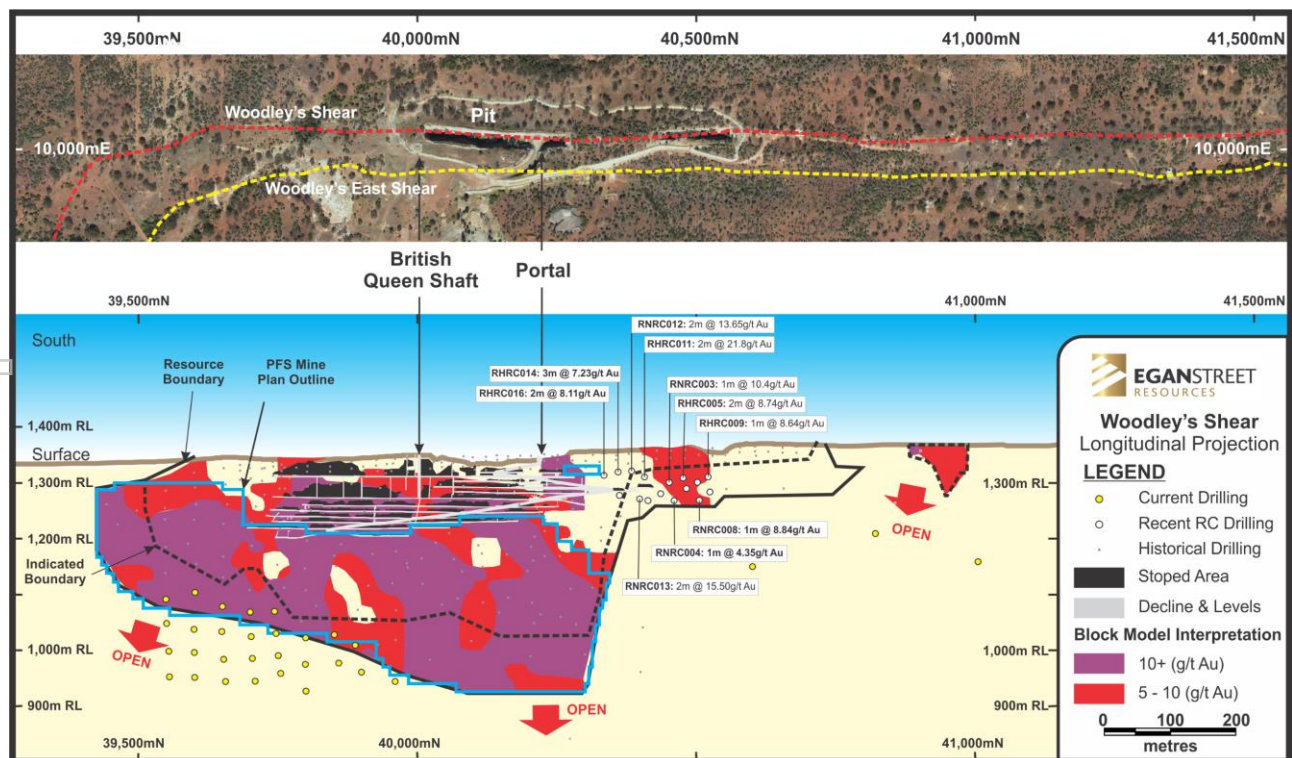 39,500mN 40,000mN 40,500mN 41,000mN 41,500mN
Woodley's Shear
Pit
10,000mE
10,000mE
Woodley's East Shear
British
Queen Shaft
Portal
39,500mN
41,000mN
41,500mN
South
RNRC012: 2m @ 13.65g/t Au
RHRC011: 2m @ 21.8g/t Au
Resource
Boundary
PFS Mine
Plan Outline
RHRC014: 3m @ 7.23g/t Au
RNRC003: 1m @ 10.4g/t Au
RHRC016: 2m @ 8.11g/t Au
RHRC005: 2m @ 8.74g/t Au
RHRC009: 1m @ 8.64g/t Au
1,400m RL
Surface
1,300m RL
1,300m RL
OPEN
1,200m RL
RNRC008: 1m @ 8.84g/t Au
Indicated
Boundary
RNRC004: 1m @ 4.35g/t Au
RNRC013: 2m @ 15.50g/t Au
1,100m RL
OPEN
1,000m RL
1,000m RL
900m RL
OPEN
900m RL
39,500mN
40,000mN
41,000mN
EGANSTREET
RESOURCES
Woodley's Shear
Longitudinal Projection
LEGEND
Current Drilling
Recent RC Drilling
Historical Drilling
Stoped Area
Decline & Levels
Block Model Interpretation
10+ (g/t Au)
5 - 10 (g/t Au)
0 100 200
metres